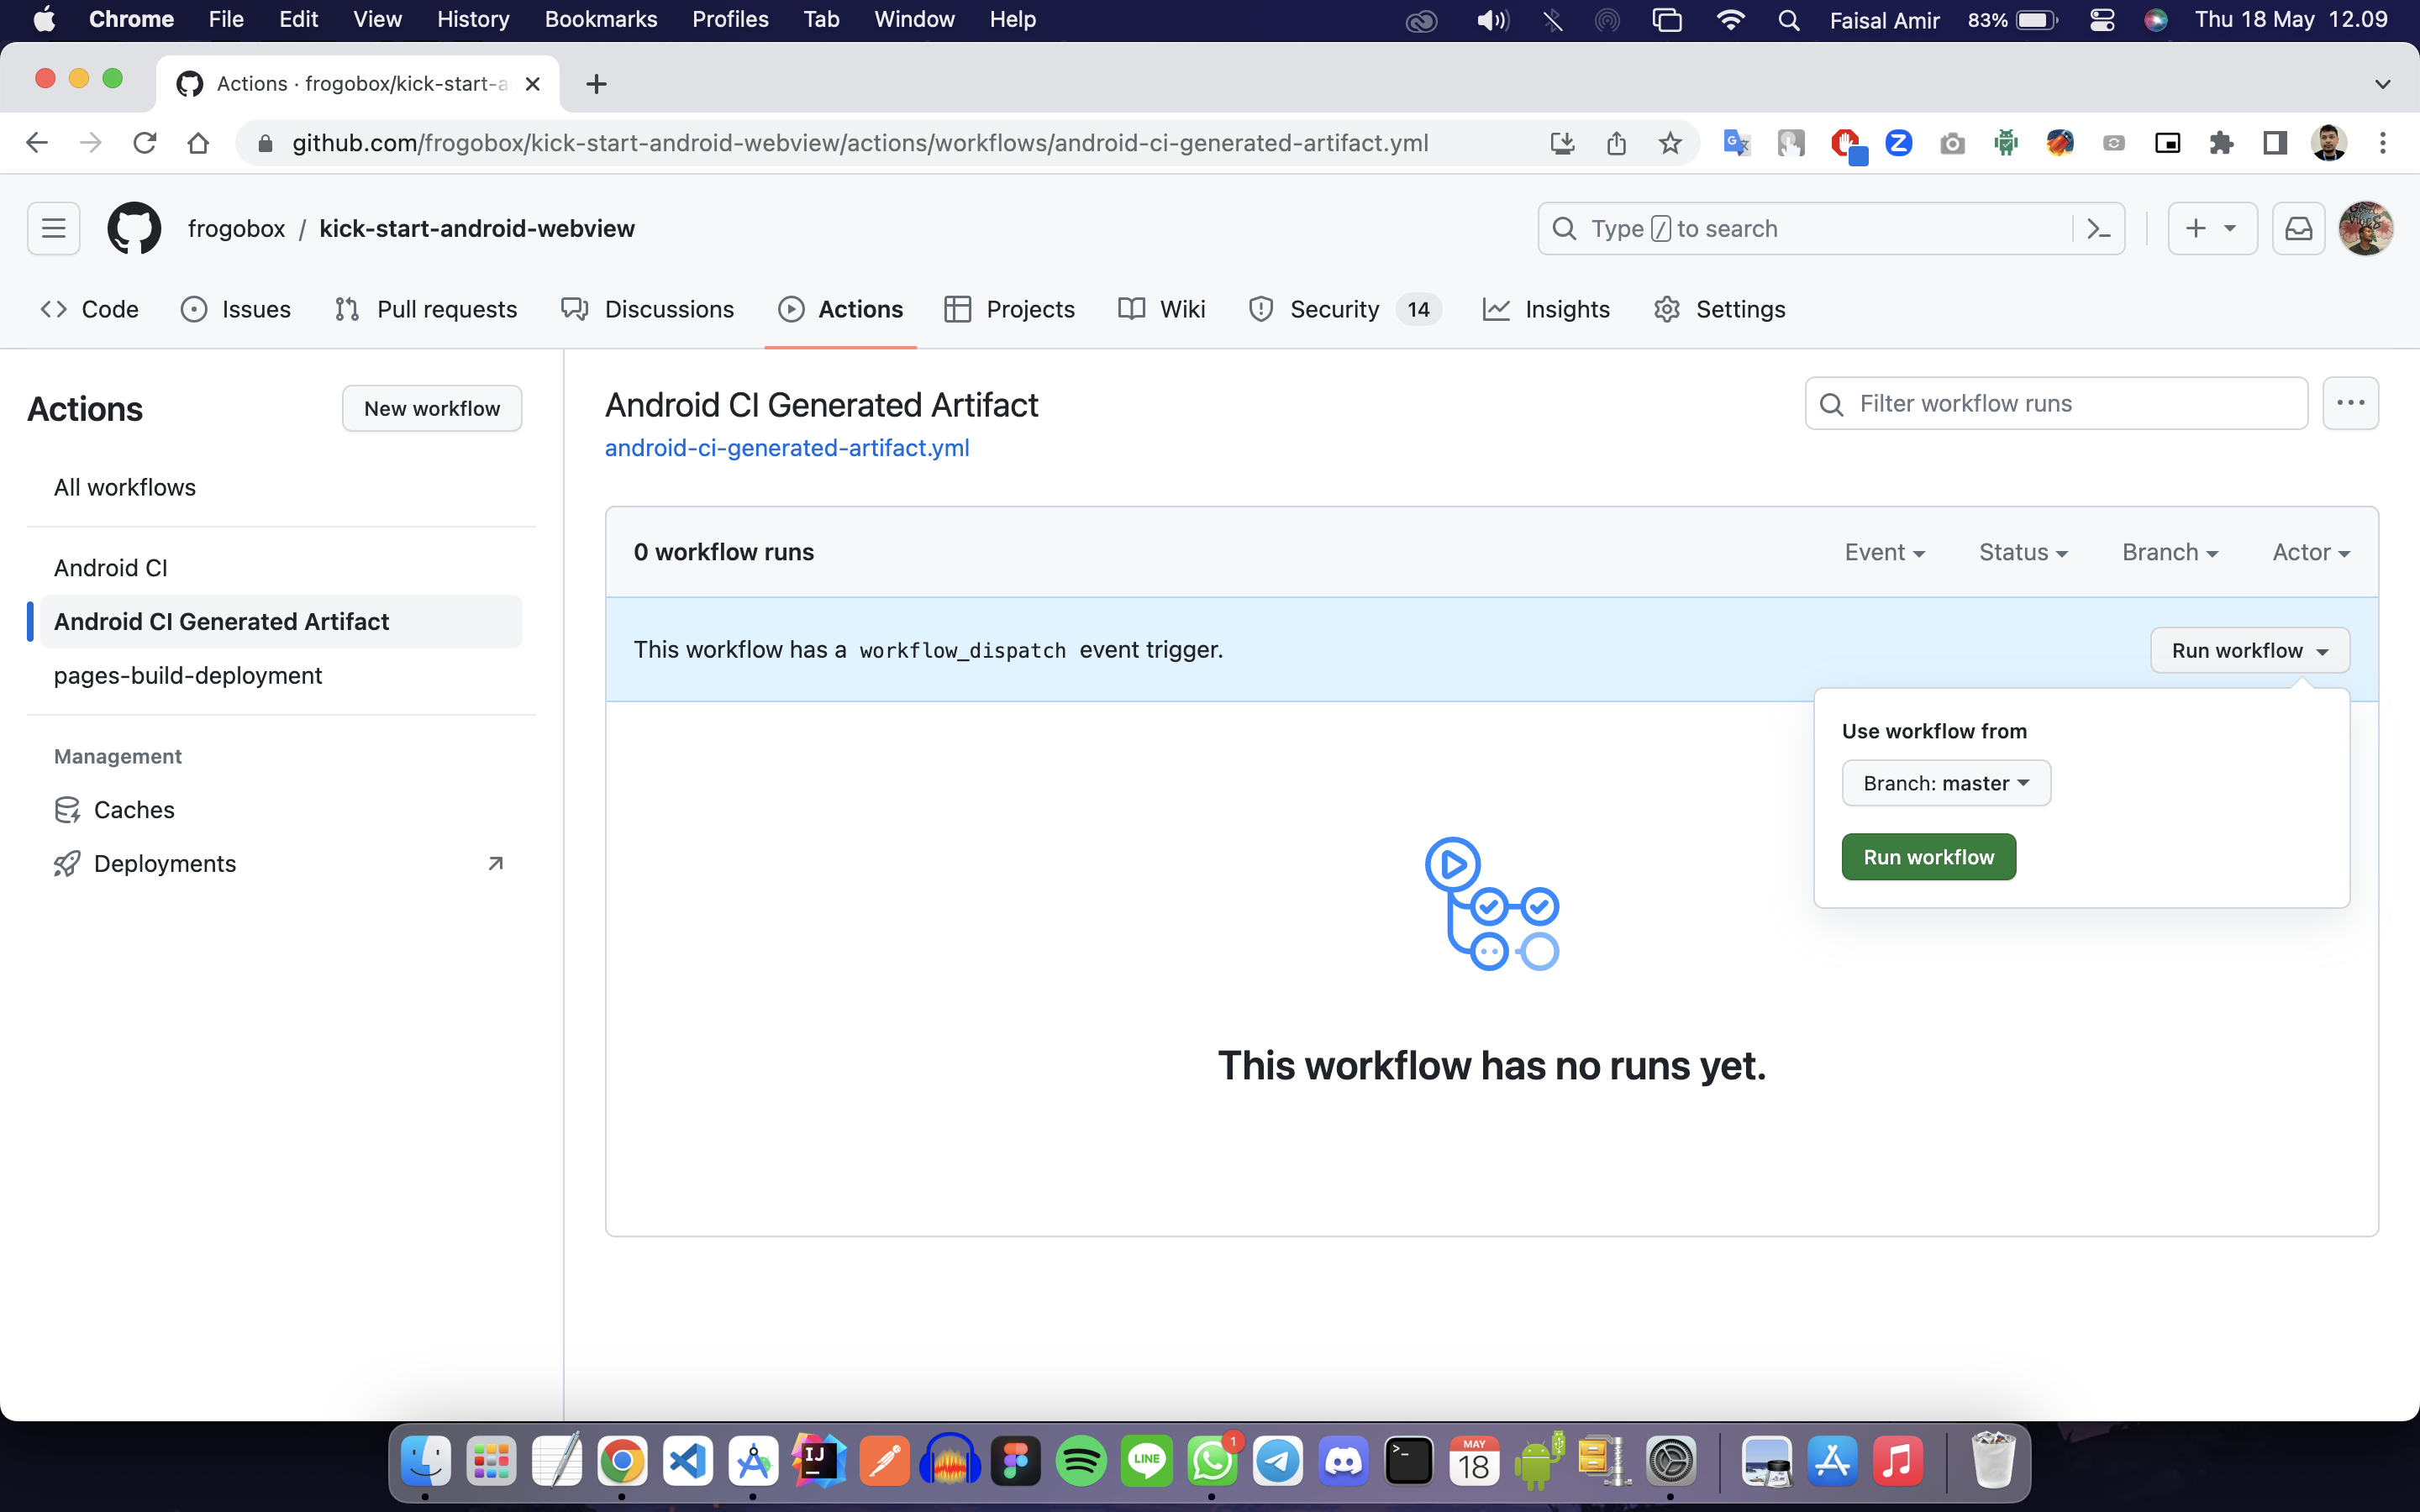 Chrome File Edit View History Bookmarks Profiles Tab Window Help Faisal Amir 83% Thu 18 May 12.09
Actions · frogobox/kick-start-a
github.com/frogobox/kick-start-android-webview/actions/workflows/android-ci-generated-artifact.yml
frogobox / kick-start-android-webview Type / to search
Code Issues Pull requests Discussions Actions Projects Wiki Security 14 Insights Settings
Actions New workflow
All workflows
Android CI
Android CI Generated Artifact
pages-build-deployment
Management
Caches
Deployments
Android CI Generated Artifact
android-ci-generated-artifact.yml
Filter workflow runs
0 workflow runs Event Status Branch Actor
This workflow has a workflow_dispatch event trigger. Run workflow
Use workflow from
Branch: master
Run workflow
This workflow has no runs yet.
IJ
LINE
1
MAY
18